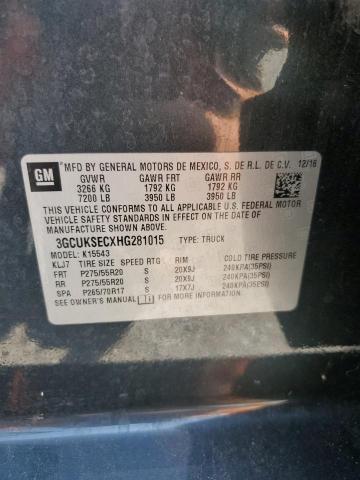 GM
MFD BY GENERAL MOTORS DE MEXICO, S. DE R.L. DE C.V. 12/16
GVWR GAWR FRT GAWR RR
3266 KG 1792 KG 1792 KG
7200 LB 3950 LB 3950 LB
THIS VEHICLE CONFORMS TO ALL APPLICABLE U.S. FEDERAL MOTOR
VEHICLE SAFETY STANDARDS IN EFFECT ON THE DATE OF
MANUFACTURE SHOWN ABOVE.
3GCUKSECXHG281015 TYPE: TRUCK
MODEL: K15543
KLJ7 TIRE SIZE SPEED RTG RIM COLD TIRE PRESSURE
FRT P275/55R20 S 20X9J 240KPA(35PSI)
RR P275/55R20 S 20X9J 240KPA(35PSI)
SPA P265/70R17 S 17X7J 240KPA(35PSI)
SEE OWNER'S MANUAL FOR ADDITIONAL INFORMATION.